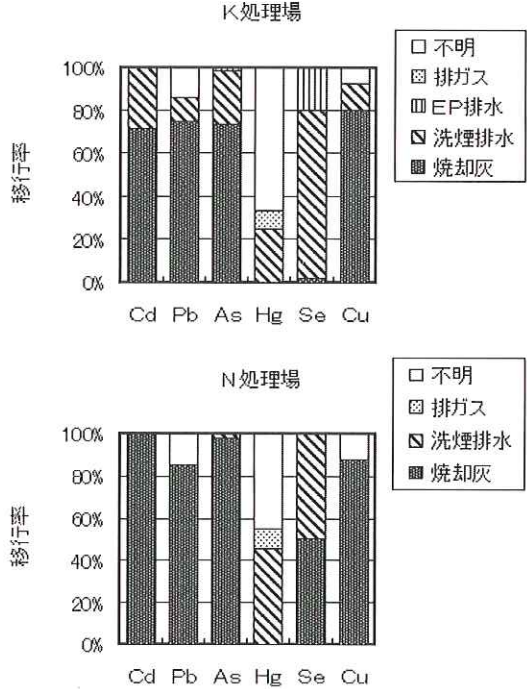 K処理場
不明
排ガス
EP排水
洗煙排水
焼却灰
移行率
100%
80%
60%
40%
20%
0%
Cd Pb As Hg Se Cu
N処理場
不明
排ガス
洗煙排水
焼却灰
移行率
100%
80%
60%
40%
20%
0%
Cd Pb As Hg Se Cu